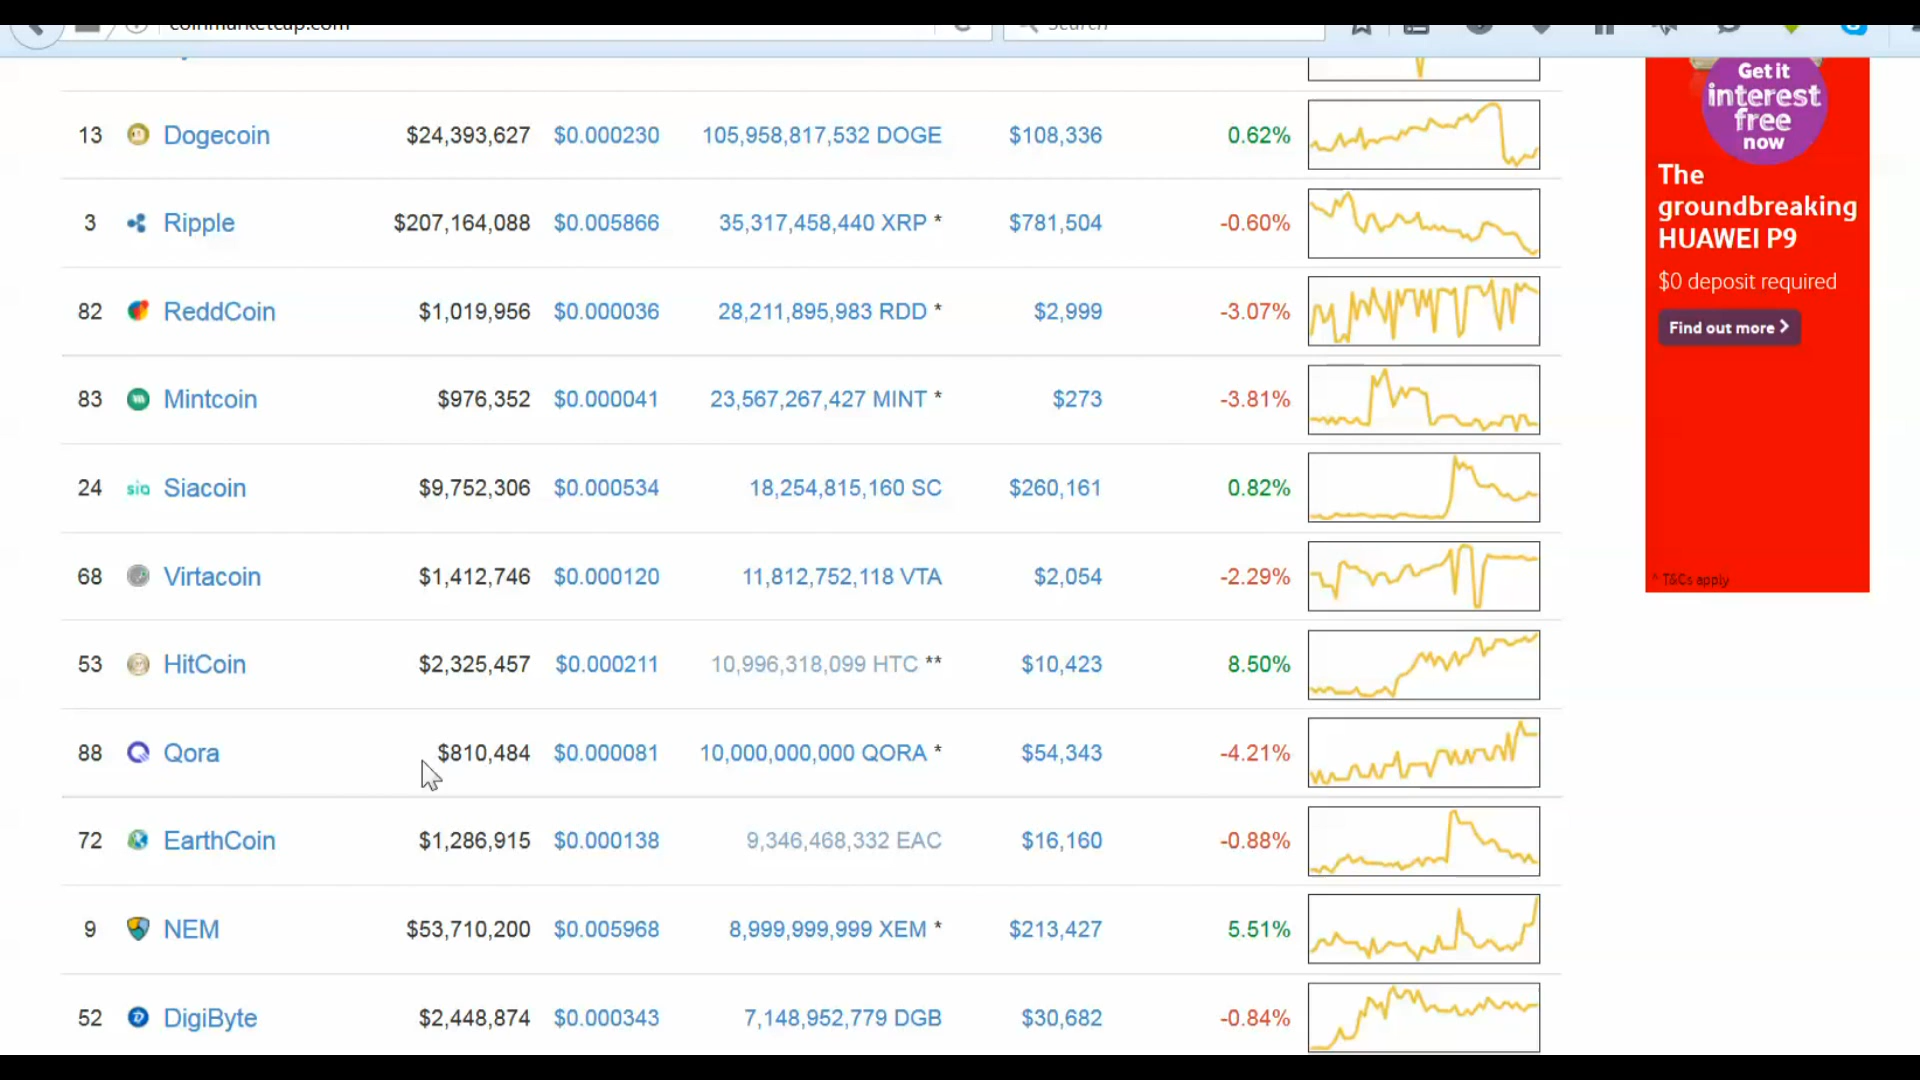 coinmarketcap.com
Search
13 Dogecoin $24,393,627 $0.000230 105,958,817,532 DOGE $108,336 0.62%
3 Ripple $207,164,088 $0.005866 35,317,458,440 XRP * $781,504 -0.60%
82 ReddCoin $1,019,956 $0.000036 28,211,895,983 RDD * $2,999 -3.07%
83 Mintcoin $976,352 $0.000041 23,567,267,427 MINT * $273 -3.81%
24 sia Siacoin $9,752,306 $0.000534 18,254,815,160 SC $260,161 0.82%
68 Virtacoin $1,412,746 $0.000120 11,812,752,118 VTA $2,054 -2.29%
53 HitCoin $2,325,457 $0.000211 10,996,318,099 HTC ** $10,423 8.50%
88 Qora $810,484 $0.000081 10,000,000,000 QORA * $54,343 -4.21%
72 EarthCoin $1,286,915 $0.000138 9,346,468,332 EAC $16,160 -0.88%
9 NEM $53,710,200 $0.005968 8,999,999,999 XEM * $213,427 5.51%
52 DigiByte $2,448,874 $0.000343 7,148,952,779 DGB $30,682 -0.84%
Get it
interest
free
now
The
groundbreaking
HUAWEI P9
$0 deposit required
Find out more
^ T&Cs apply